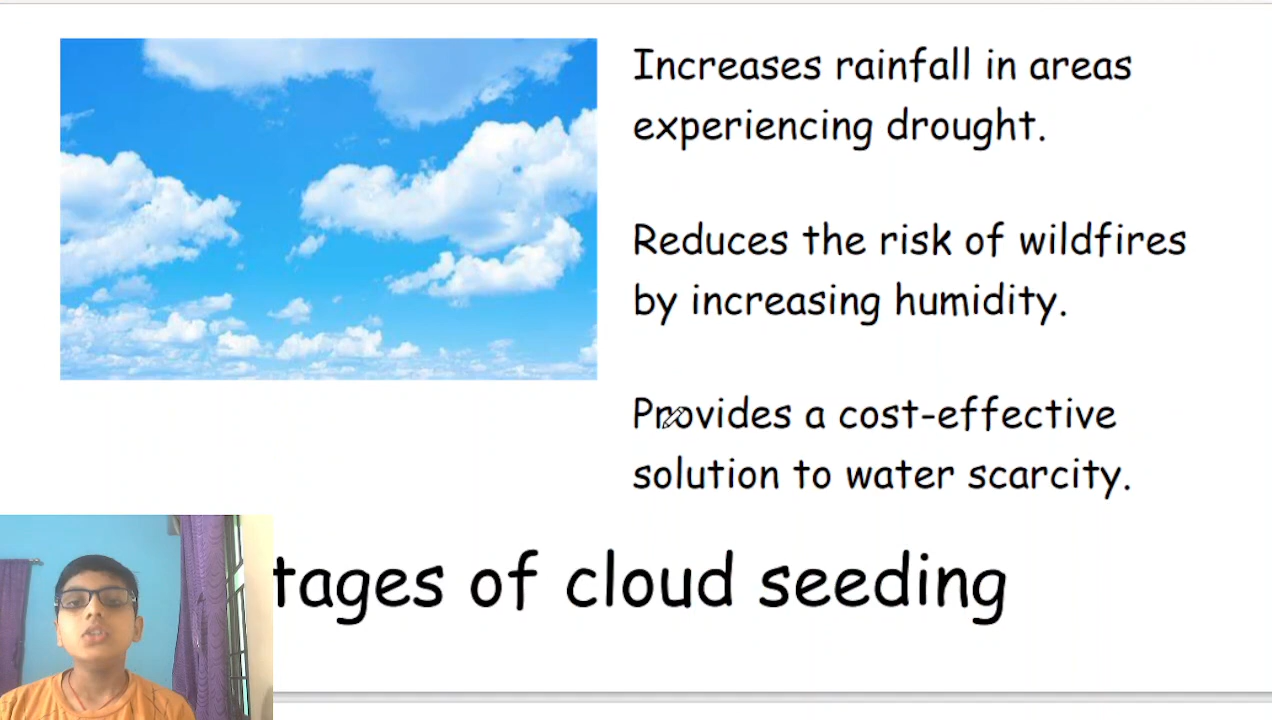 Increases rainfall in areas
experiencing drought.
Reduces the risk of wildfires
by increasing humidity.
Provides a cost-effective
solution to water scarcity.
tages of cloud seeding